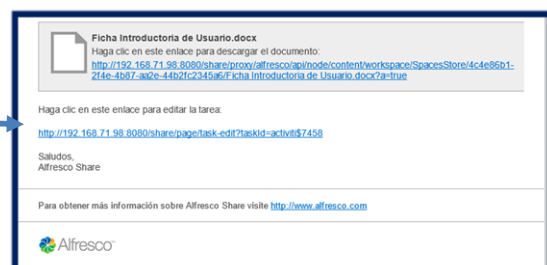 Ficha Introductoria de Usuario.docx
Haga clic en este enlace para descargar el documento:
http://192.168.71.98:8080/share/proxy/alfresco/api/node/content/workspace/SpacesStore/4c4e86b1-
2f4e-4b87-aa2e-44b2fc2345a6/Ficha Introductoria de Usuario.docx?a=true
Haga clic en este enlace para editar la tarea:
http://192.168.71.98:8080/share/page/task-edit?taskId=activiti$7458
Saludos,
Alfresco Share
Para obtener más información sobre Alfresco Share visite http://www.alfresco.com
Alfresco